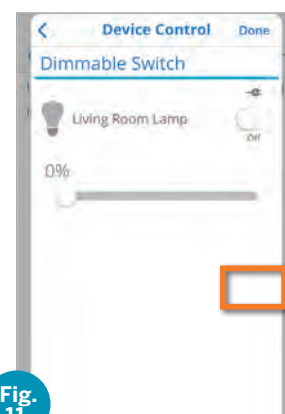 Device Control Done
Dimmable Switch
Living Room Lamp
Off
0%
Fig.
11